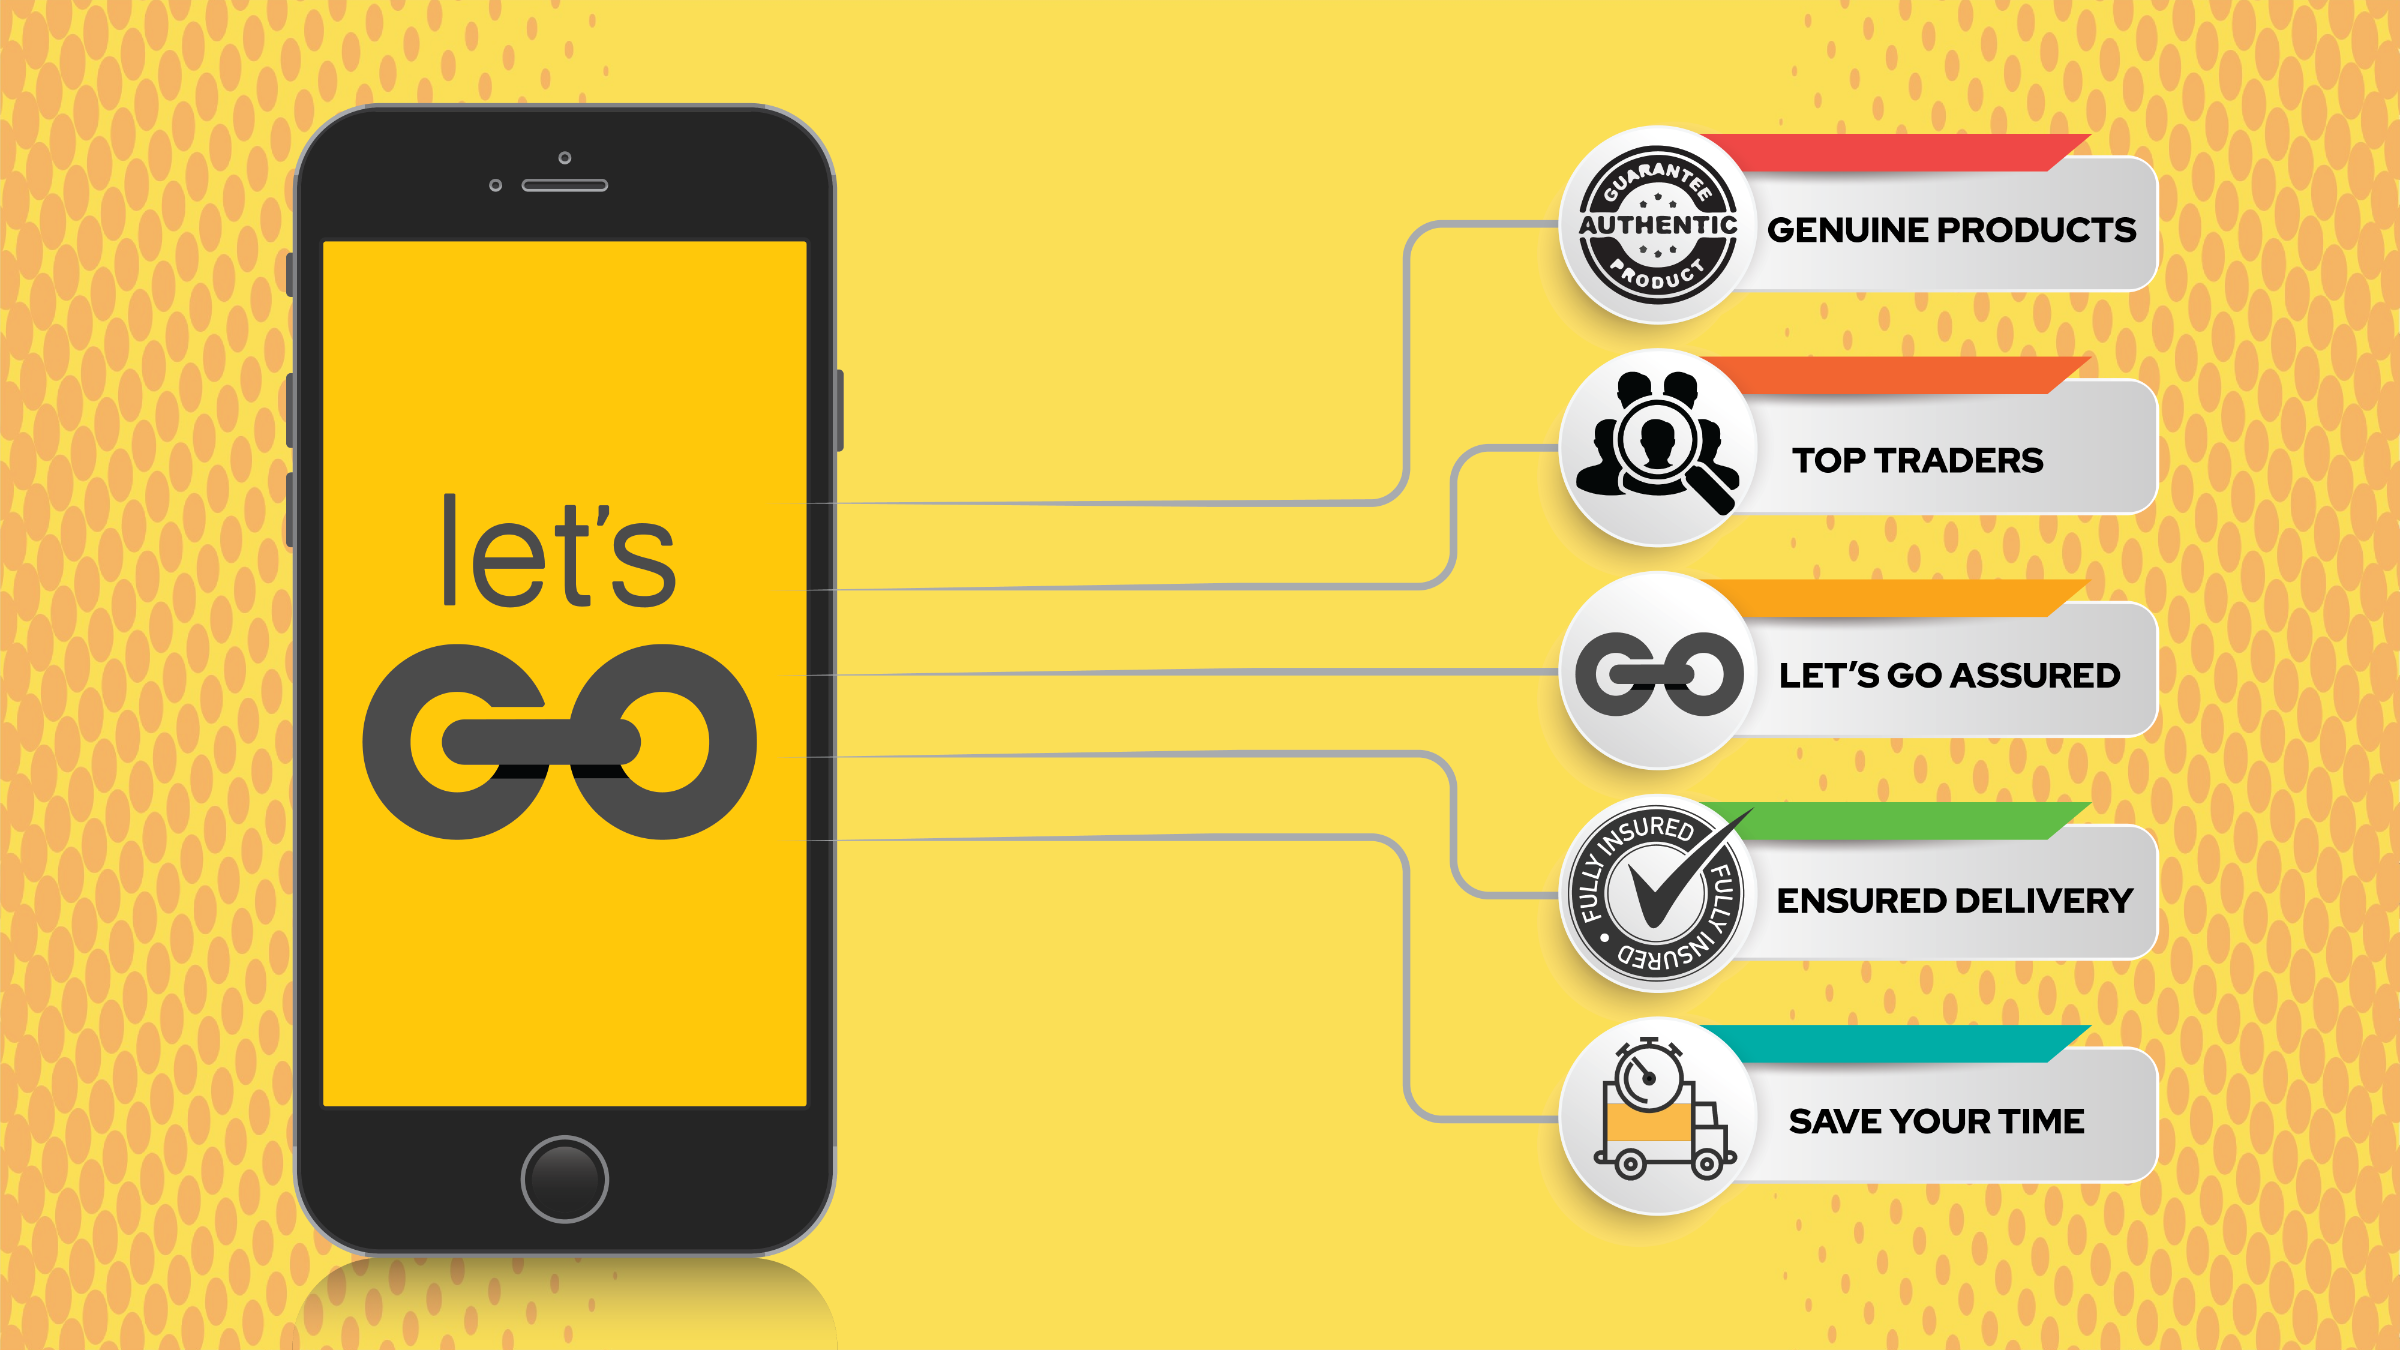 let's
GO
GUARANTEE
AUTHENTIC
PRODUCT
GENUINE PRODUCTS
TOP TRADERS
GO
LET'S GO ASSURED
FULLY INSURED
FULLY INSURED
ENSURED DELIVERY
SAVE YOUR TIME